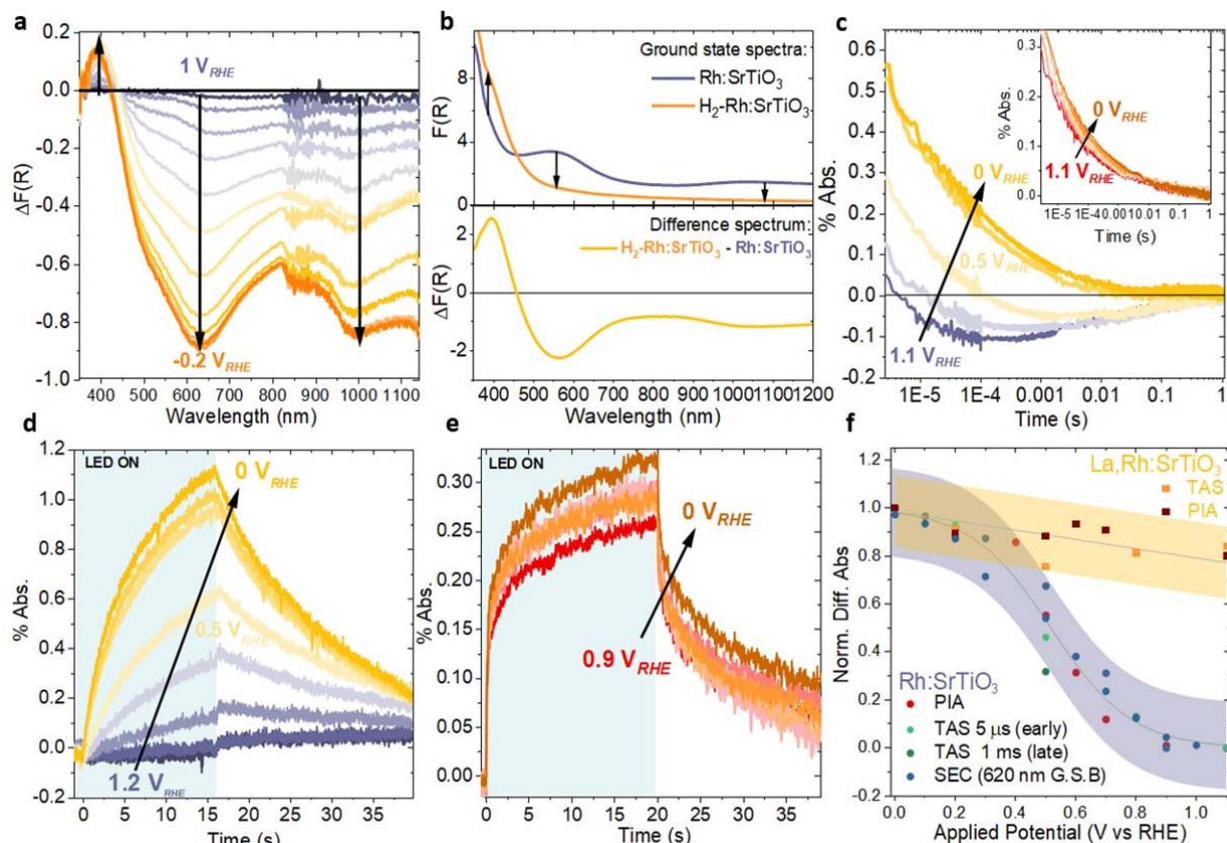 a
0.2
0.0
-0.2
-0.4
-0.6
-0.8
-1.0
ΔF(R)
1 V_RHE
-0.2 V_RHE
400 500 600 700 800 900 1000 1100
Wavelength (nm)
b
8
4
0
F(R)
Ground state spectra:
Rh:SrTiO₃
H₂-Rh:SrTiO₃
2
0
-2
ΔF(R)
Difference spectrum:
H₂-Rh:SrTiO₃ - Rh:SrTiO₃
400 500 600 700 800 900 1000 1100 1200
Wavelength (nm)
c
0.6
0.5
0.4
0.3
0.2
0.1
0.0
-0.1
-0.2
% Abs.
0 V_RHE
0.5 V_RHE
1.1 V_RHE
1E-5 1E-4 0.001 0.01 0.1 1
Time (s)
0.3
0.2
0.1
0.0
% Abs.
0 V_RHE
1.1 V_RHE
1E-5 1E-40.0010.01 0.1 1
Time (s)
d
1.2
1.0
0.8
0.6
0.4
0.2
0.0
-0.2
% Abs.
LED ON
0 V_RHE
0.5 V_RHE
1.2 V_RHE
0 5 10 15 20 25 30 35
Time (s)
e
0.30
0.25
0.20
0.15
0.10
0.05
0.00
% Abs.
LED ON
0 V_RHE
0.9 V_RHE
0 5 10 15 20 25 30 35
Time (s)
f
1.4
1.2
1.0
0.8
0.6
0.4
0.2
0.0
-0.2
Norm. Diff. Abs
La,Rh:SrTiO₃
TAS
PIA
Rh:SrTiO₃
PIA
TAS 5 μs (early)
TAS 1 ms (late)
SEC (620 nm G.S.B)
0.0 0.2 0.4 0.6 0.8 1.0
Applied Potential (V vs RHE)